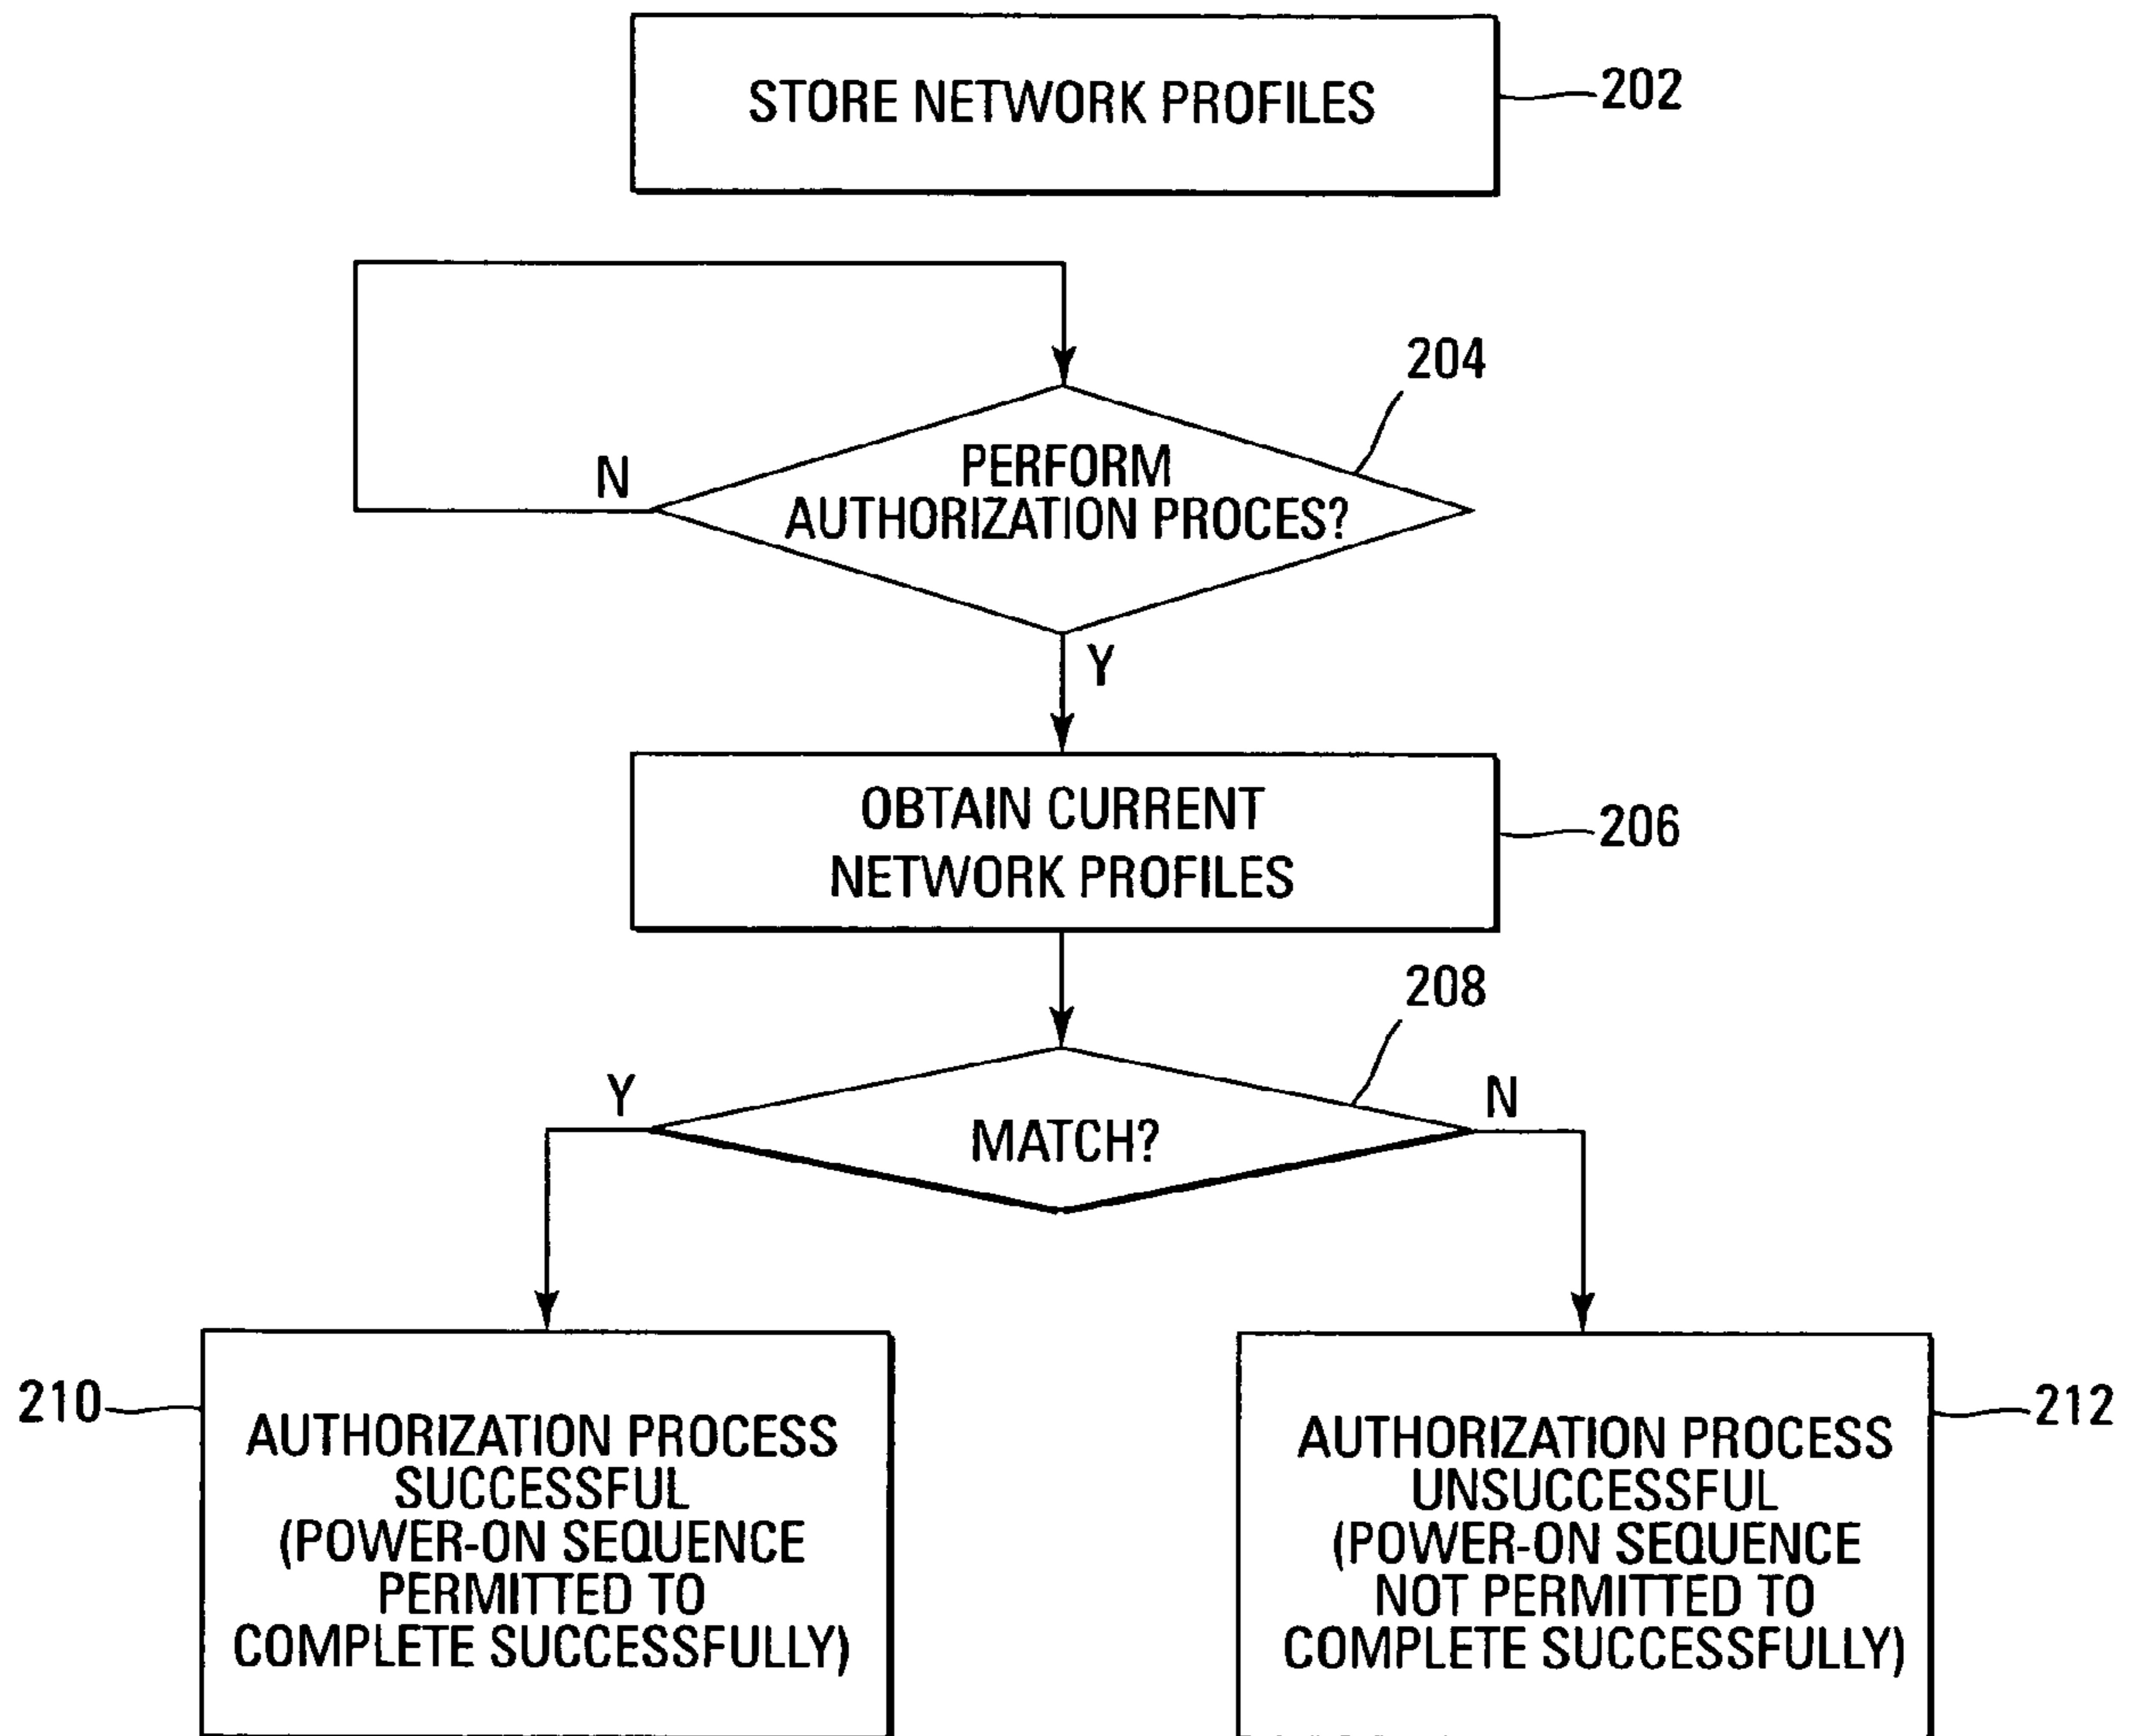 STORE NETWORK PROFILES
202
204
N
PERFORM
AUTHORIZATION PROCES?
Y
OBTAIN CURRENT
NETWORK PROFILES
206
208
Y
N
MATCH?
210
AUTHORIZATION PROCESS
SUCCESSFUL
(POWER-ON SEQUENCE
PERMITTED TO
COMPLETE SUCCESSFULLY)
AUTHORIZATION PROCESS
UNSUCCESSFUL
(POWER-ON SEQUENCE
NOT PERMITTED TO
COMPLETE SUCCESSFULLY)
212